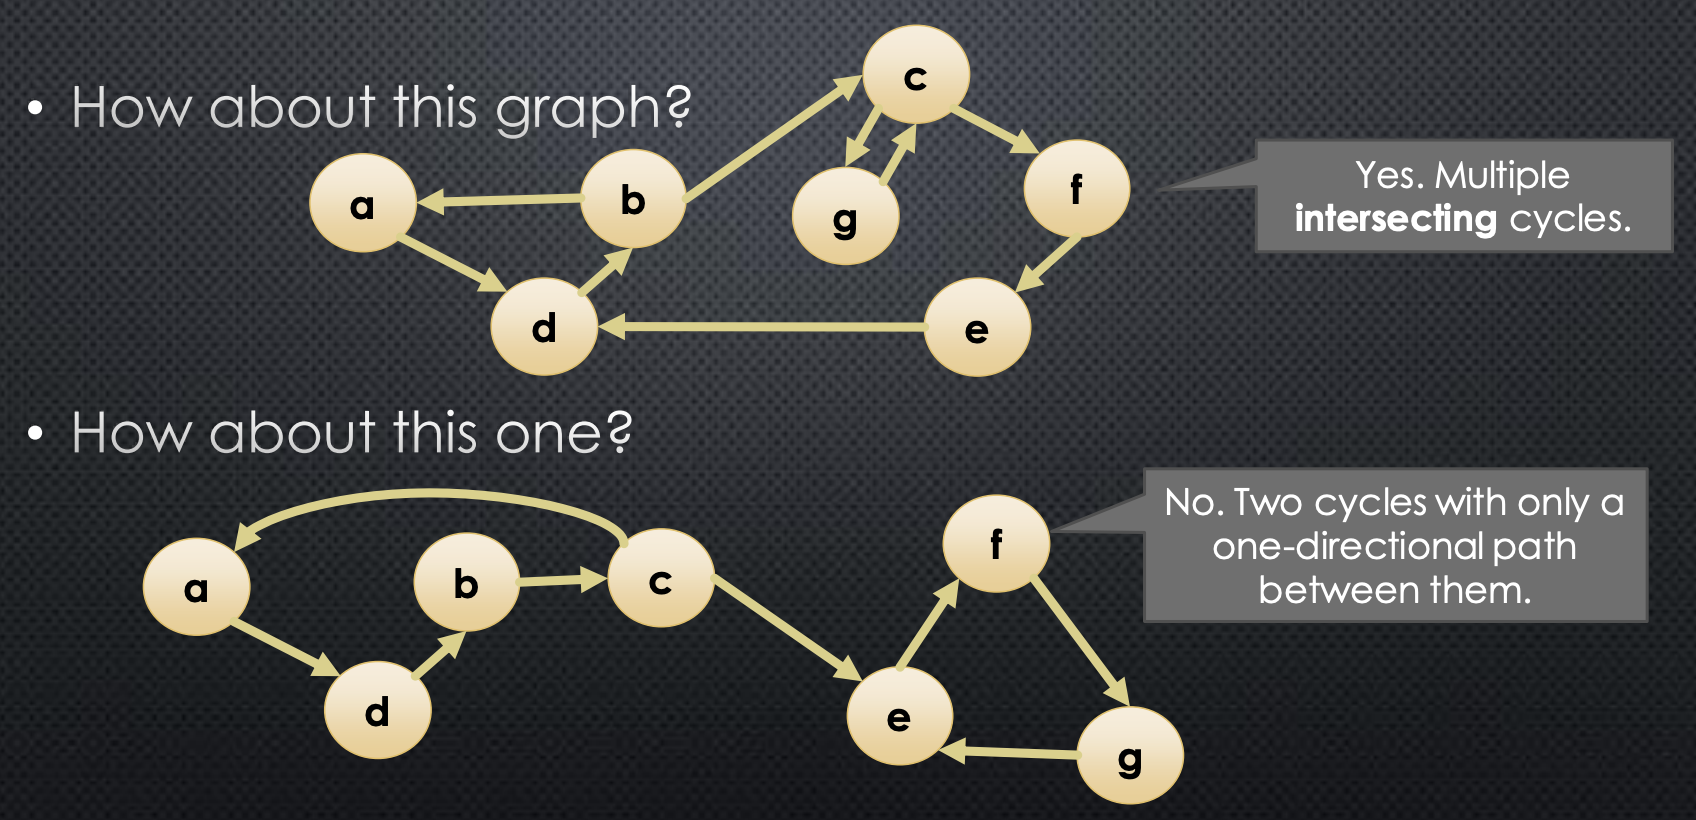 • How about this graph?
c
a
b
g
f
d
e
Yes. Multiple
intersecting cycles.
• How about this one?
a
b
c
f
d
e
g
No. Two cycles with only a
one-directional path
between them.